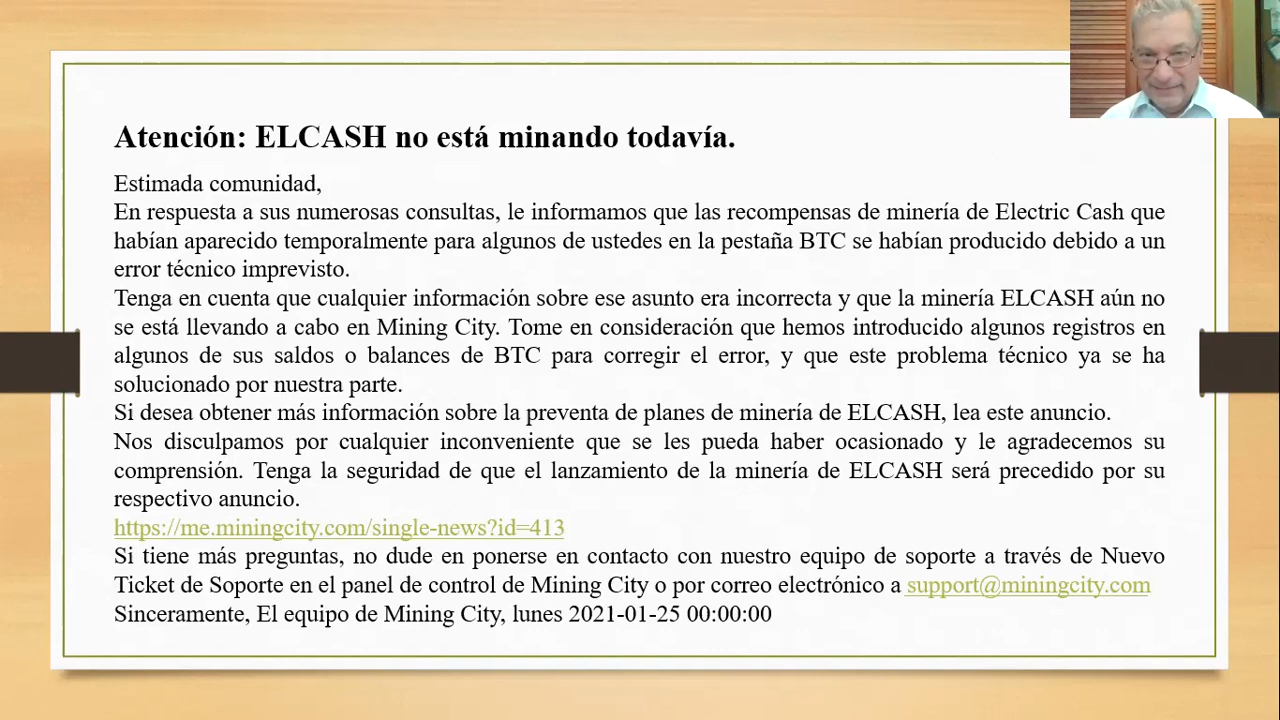 Atención: ELCASH no está minando todavía.
Estimada comunidad,
En respuesta a sus numerosas consultas, le informamos que las recompensas de minería de Electric Cash que
habían aparecido temporalmente para algunos de ustedes en la pestaña BTC se habían producido debido a un
error técnico imprevisto.
Tenga en cuenta que cualquier información sobre ese asunto era incorrecta y que la minería ELCASH aún no
se está llevando a cabo en Mining City. Tome en consideración que hemos introducido algunos registros en
algunos de sus saldos o balances de BTC para corregir el error, y que este problema técnico ya se ha
solucionado por nuestra parte.
Si desea obtener más información sobre la preventa de planes de minería de ELCASH, lea este anuncio.
Nos disculpamos por cualquier inconveniente que se les pueda haber ocasionado y le agradecemos su
comprensión. Tenga la seguridad de que el lanzamiento de la minería de ELCASH será precedido por su
respectivo anuncio.
https://me.miningcity.com/single-news?id=413
Si tiene más preguntas, no dude en ponerse en contacto con nuestro equipo de soporte a través de Nuevo
Ticket de Soporte en el panel de control de Mining City o por correo electrónico a support@miningcity.com
Sinceramente, El equipo de Mining City, lunes 2021-01-25 00:00:00